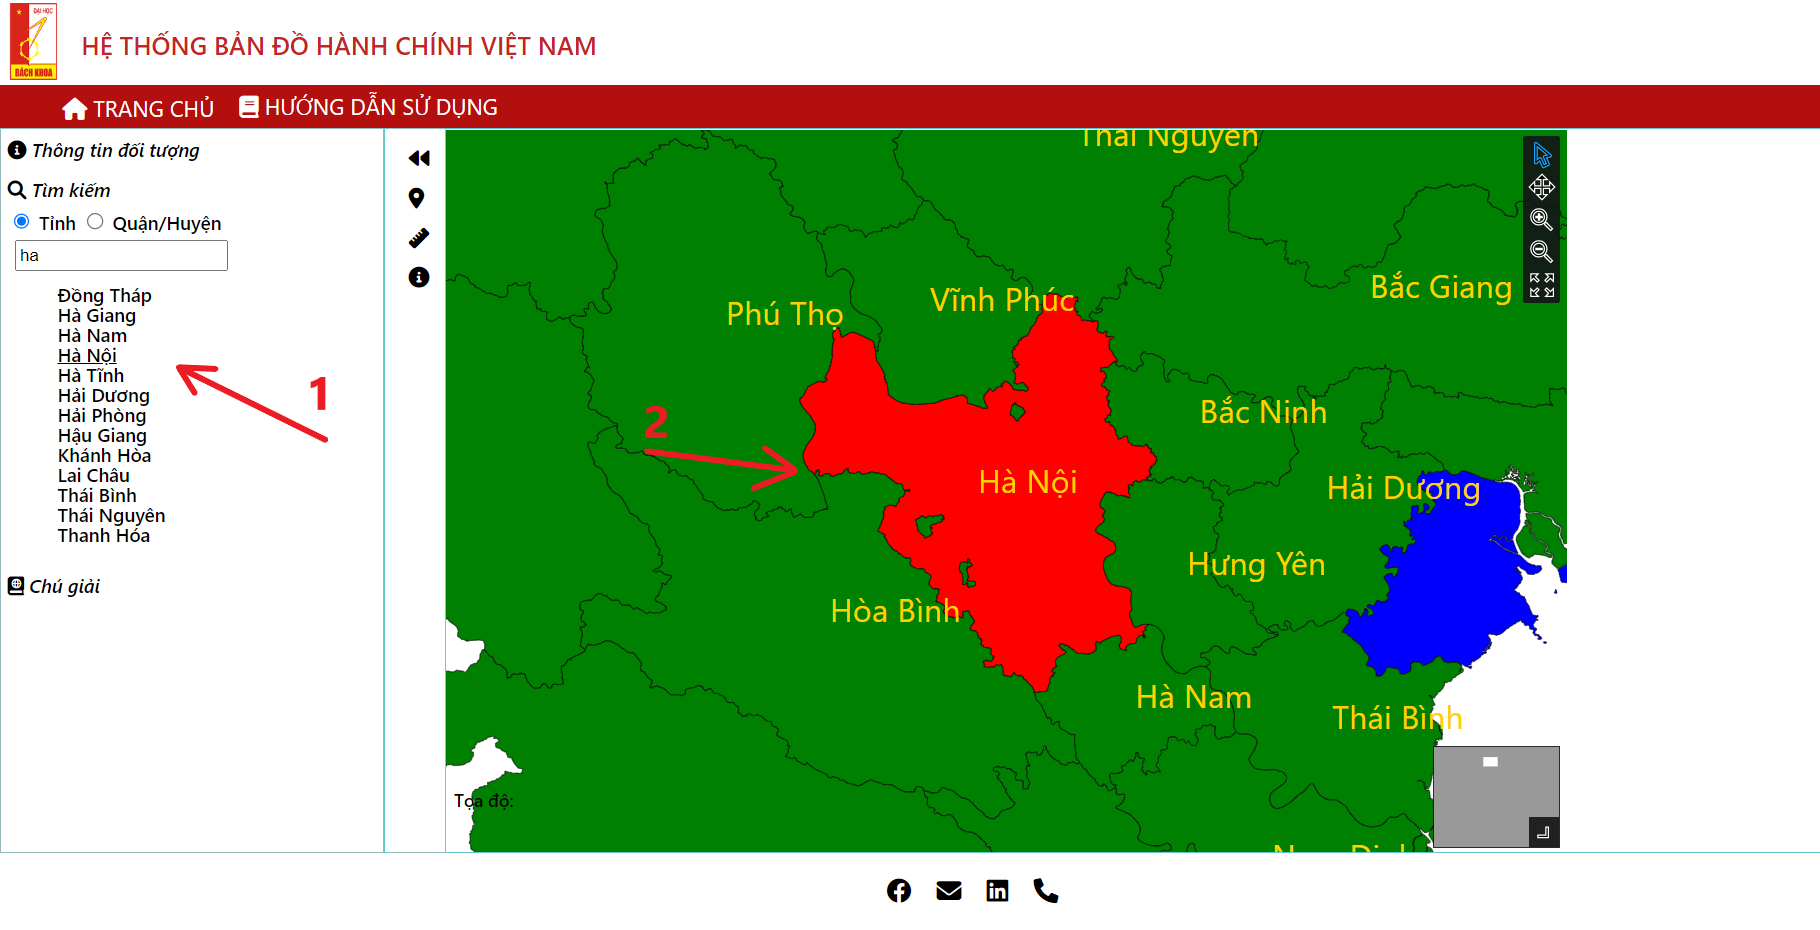 ĐẠI HỌC
BÁCH KHOA
HỆ THỐNG BẢN ĐỒ HÀNH CHÍNH VIỆT NAM
TRANG CHỦ
HƯỚNG DẪN SỬ DỤNG
Thông tin đối tượng
Tìm kiếm
Tỉnh
Quận/Huyện
ha
Đồng Tháp
Hà Giang
Hà Nam
Hà Nội
Hà Tĩnh
Hải Dương
Hải Phòng
Hậu Giang
Khánh Hòa
Lai Châu
Thái Bình
Thái Nguyên
Thanh Hóa
1
Chú giải
Thái Nguyên
Bắc Giang
Vĩnh Phúc
Phú Thọ
2
Bắc Ninh
Hà Nội
Hải Dương
Hưng Yên
Hòa Bình
Hà Nam
Thái Bình
Tọa độ: